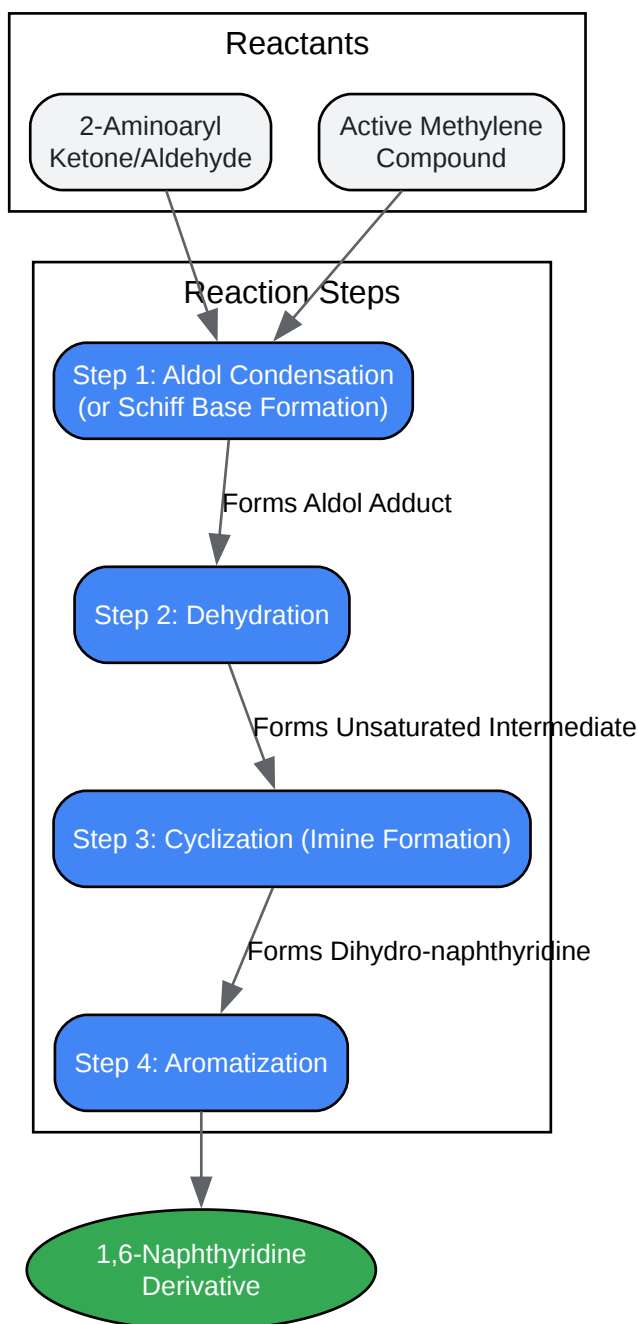 Reactants
2-Aminoaryl
Ketone/Aldehyde
Active Methylene
Compound
Reaction Steps
Step 1: Aldol Condensation
(or Schiff Base Formation)
Forms Aldol Adduct
Step 2: Dehydration
Forms Unsaturated Intermediate
Step 3: Cyclization (Imine Formation)
Forms Dihydro-naphthyridine
Step 4: Aromatization
1,6-Naphthyridine
Derivative